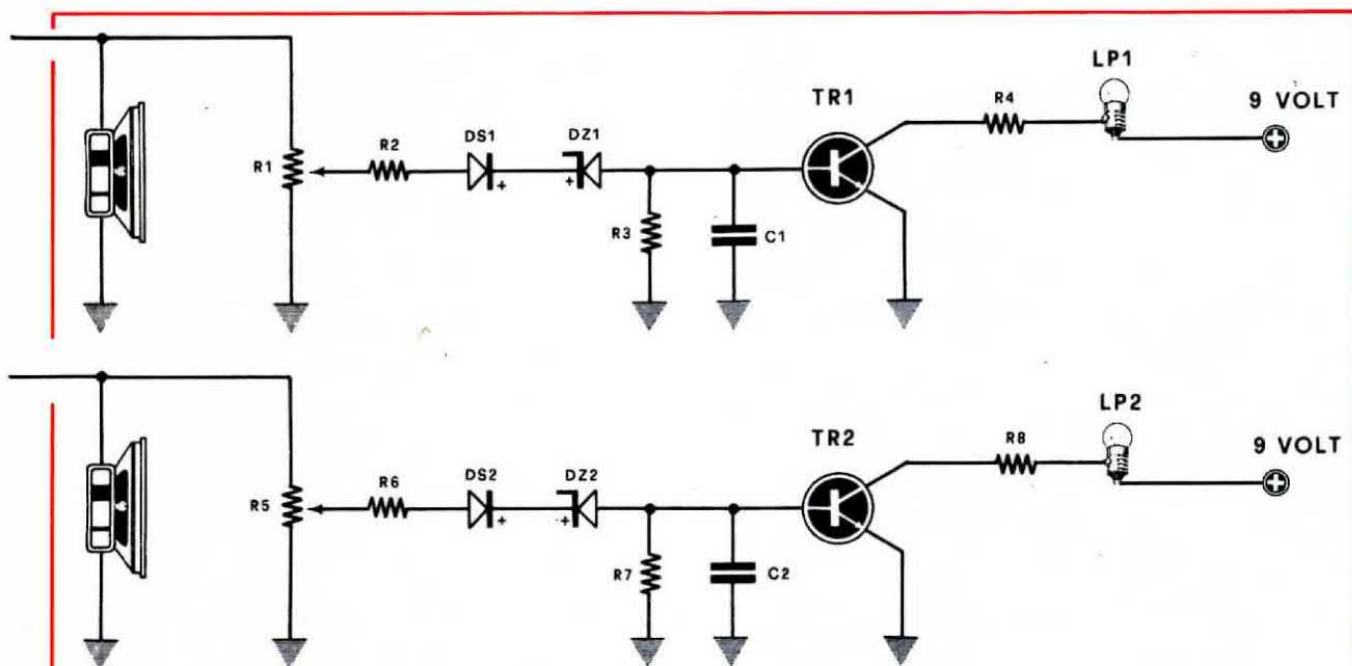 LP1
TR1
R4
9 VOLT
DS1
DZ1
R2
R1
+
+
R3
C1
LP2
TR2
R8
9 VOLT
DS2
DZ2
R6
R5
+
+
R7
C2